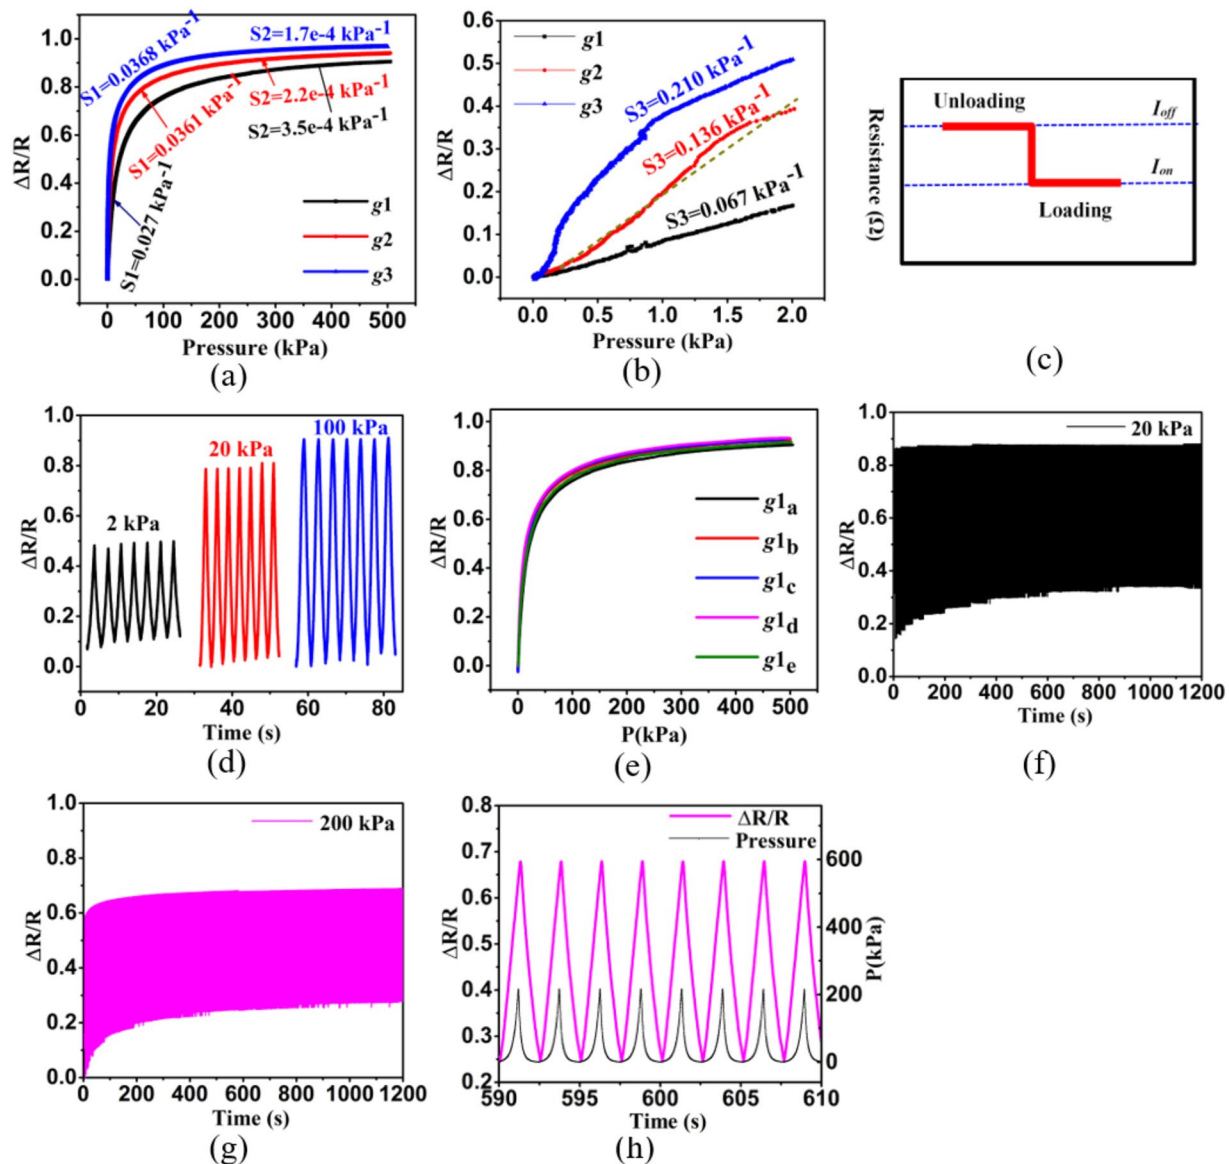 1.0
0.8
0.6
0.4
0.2
0.0
ΔR/R
S1=0.0368 kPa-1
S2=1.7e-4 kPa-1
S1=0.0361 kPa-1
S2=2.2e-4 kPa-1
S2=3.5e-4 kPa-1
S1=0.027 kPa-1
g1
g2
g3
0 100 200 300 400 500
Pressure (kPa)
(a)
0.6
0.5
0.4
0.3
0.2
0.1
0.0
ΔR/R
g1
g2
g3
S3=0.210 kPa-1
S3=0.136 kPa-1
S3=0.067 kPa-1
0.0 0.5 1.0 1.5 2.0
Pressure (kPa)
(b)
Resistance (Ω)
Unloading
Ioff
Ion
Loading
(c)
1.0
0.8
0.6
0.4
0.2
0.0
ΔR/R
2 kPa
20 kPa
100 kPa
0 20 40 60 80
Time (s)
(d)
1.0
0.8
0.6
0.4
0.2
0.0
ΔR/R
g1a
g1b
g1c
g1d
g1e
0 100 200 300 400 500
P(kPa)
(e)
1.0
0.8
0.6
0.4
0.2
0.0
ΔR/R
20 kPa
0 200 400 600 800 1000 1200
Time (s)
(f)
1.0
0.8
0.6
0.4
0.2
0.0
ΔR/R
200 kPa
0 200 400 600 800 1000 1200
Time (s)
(g)
0.8
0.7
0.6
0.5
0.4
0.3
0.2
ΔR/R
ΔR/R
Pressure
600
400
200
0
P(kPa)
590 595 600 605 610
Time (s)
(h)